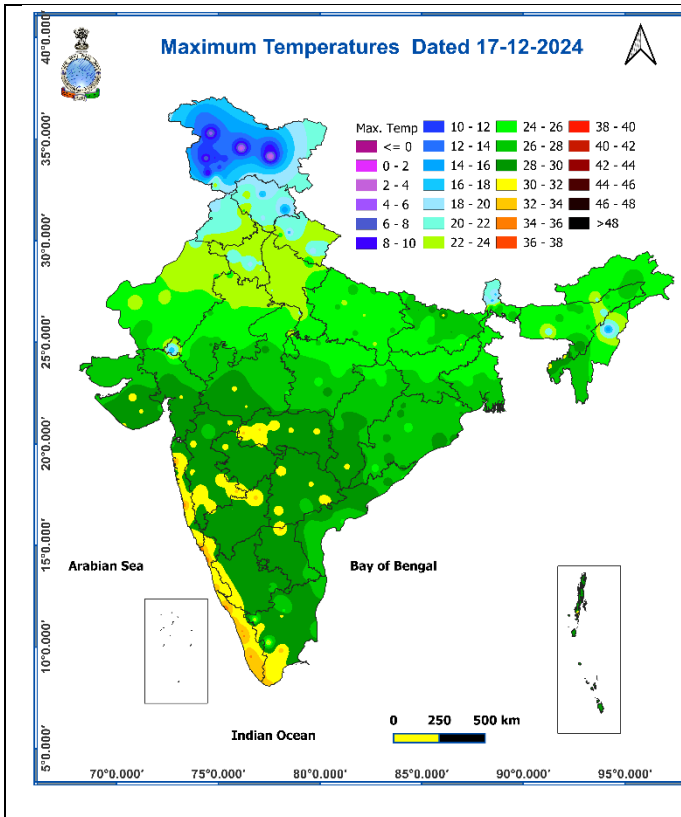 Maximum Temperatures Dated 17-12-2024
Max. Temp
<= 0
0 - 2
2 - 4
4 - 6
6 - 8
8 - 10
10 - 12
12 - 14
14 - 16
16 - 18
18 - 20
20 - 22
22 - 24
24 - 26
26 - 28
28 - 30
30 - 32
32 - 34
34 - 36
36 - 38
38 - 40
40 - 42
42 - 44
44 - 46
46 - 48
>48
40°0.000'
35°0.000'
30°0.000'
25°0.000'
20°0.000'
15°0.000'
10°0.000'
5°0.000'
Arabian Sea
Bay of Bengal
Indian Ocean
0 250 500 km
70°0.000' 75°0.000' 80°0.000' 85°0.000' 90°0.000' 95°0.000'